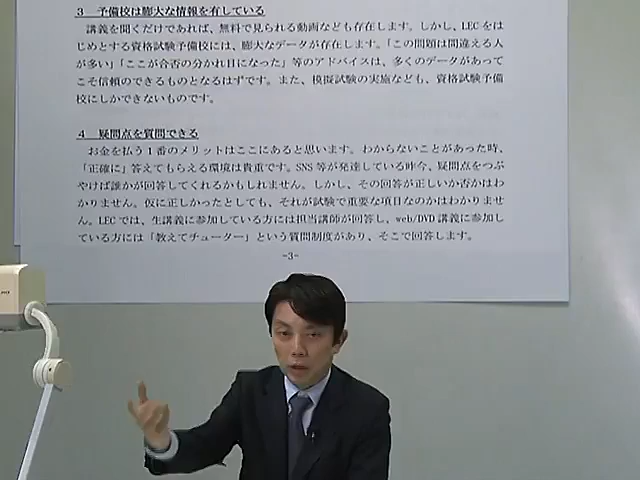 3 予備校は膨大な情報を有している
講義を聞くだけであれば、無料で見られる動画なども存在します。しかし、LECをは
じめとする資格試験予備校には、膨大なデータが存在します。「この問題は間違える人
が多い」「ここが合否の分かれ目になった」等のアドバイスは、多くのデータがあって
こそ信頼のできるものとなるはずです。また、模擬試験の実施なども、資格試験予備
校にしかできないものです。
4 疑問点を質問できる
お金を払う1番のメリットはここにあると思います。わからないことがあった時、
「正確に」答えてもらえる環境は貴重です。SNS等が発達している昨今、疑問点をつぶ
やけば誰かが回答してくれるかもしれません。しかし、その回答が正しいか否かはわ
かりません。仮に正しかったとしても、それが試験で重要な項目なのかはわかりませ
ん。LECでは、生講義に参加している方には担当講師が回答し、web/DVD講義に参加し
ている方には「教えてチューター」という質問制度があり、そこで回答します。
-3-